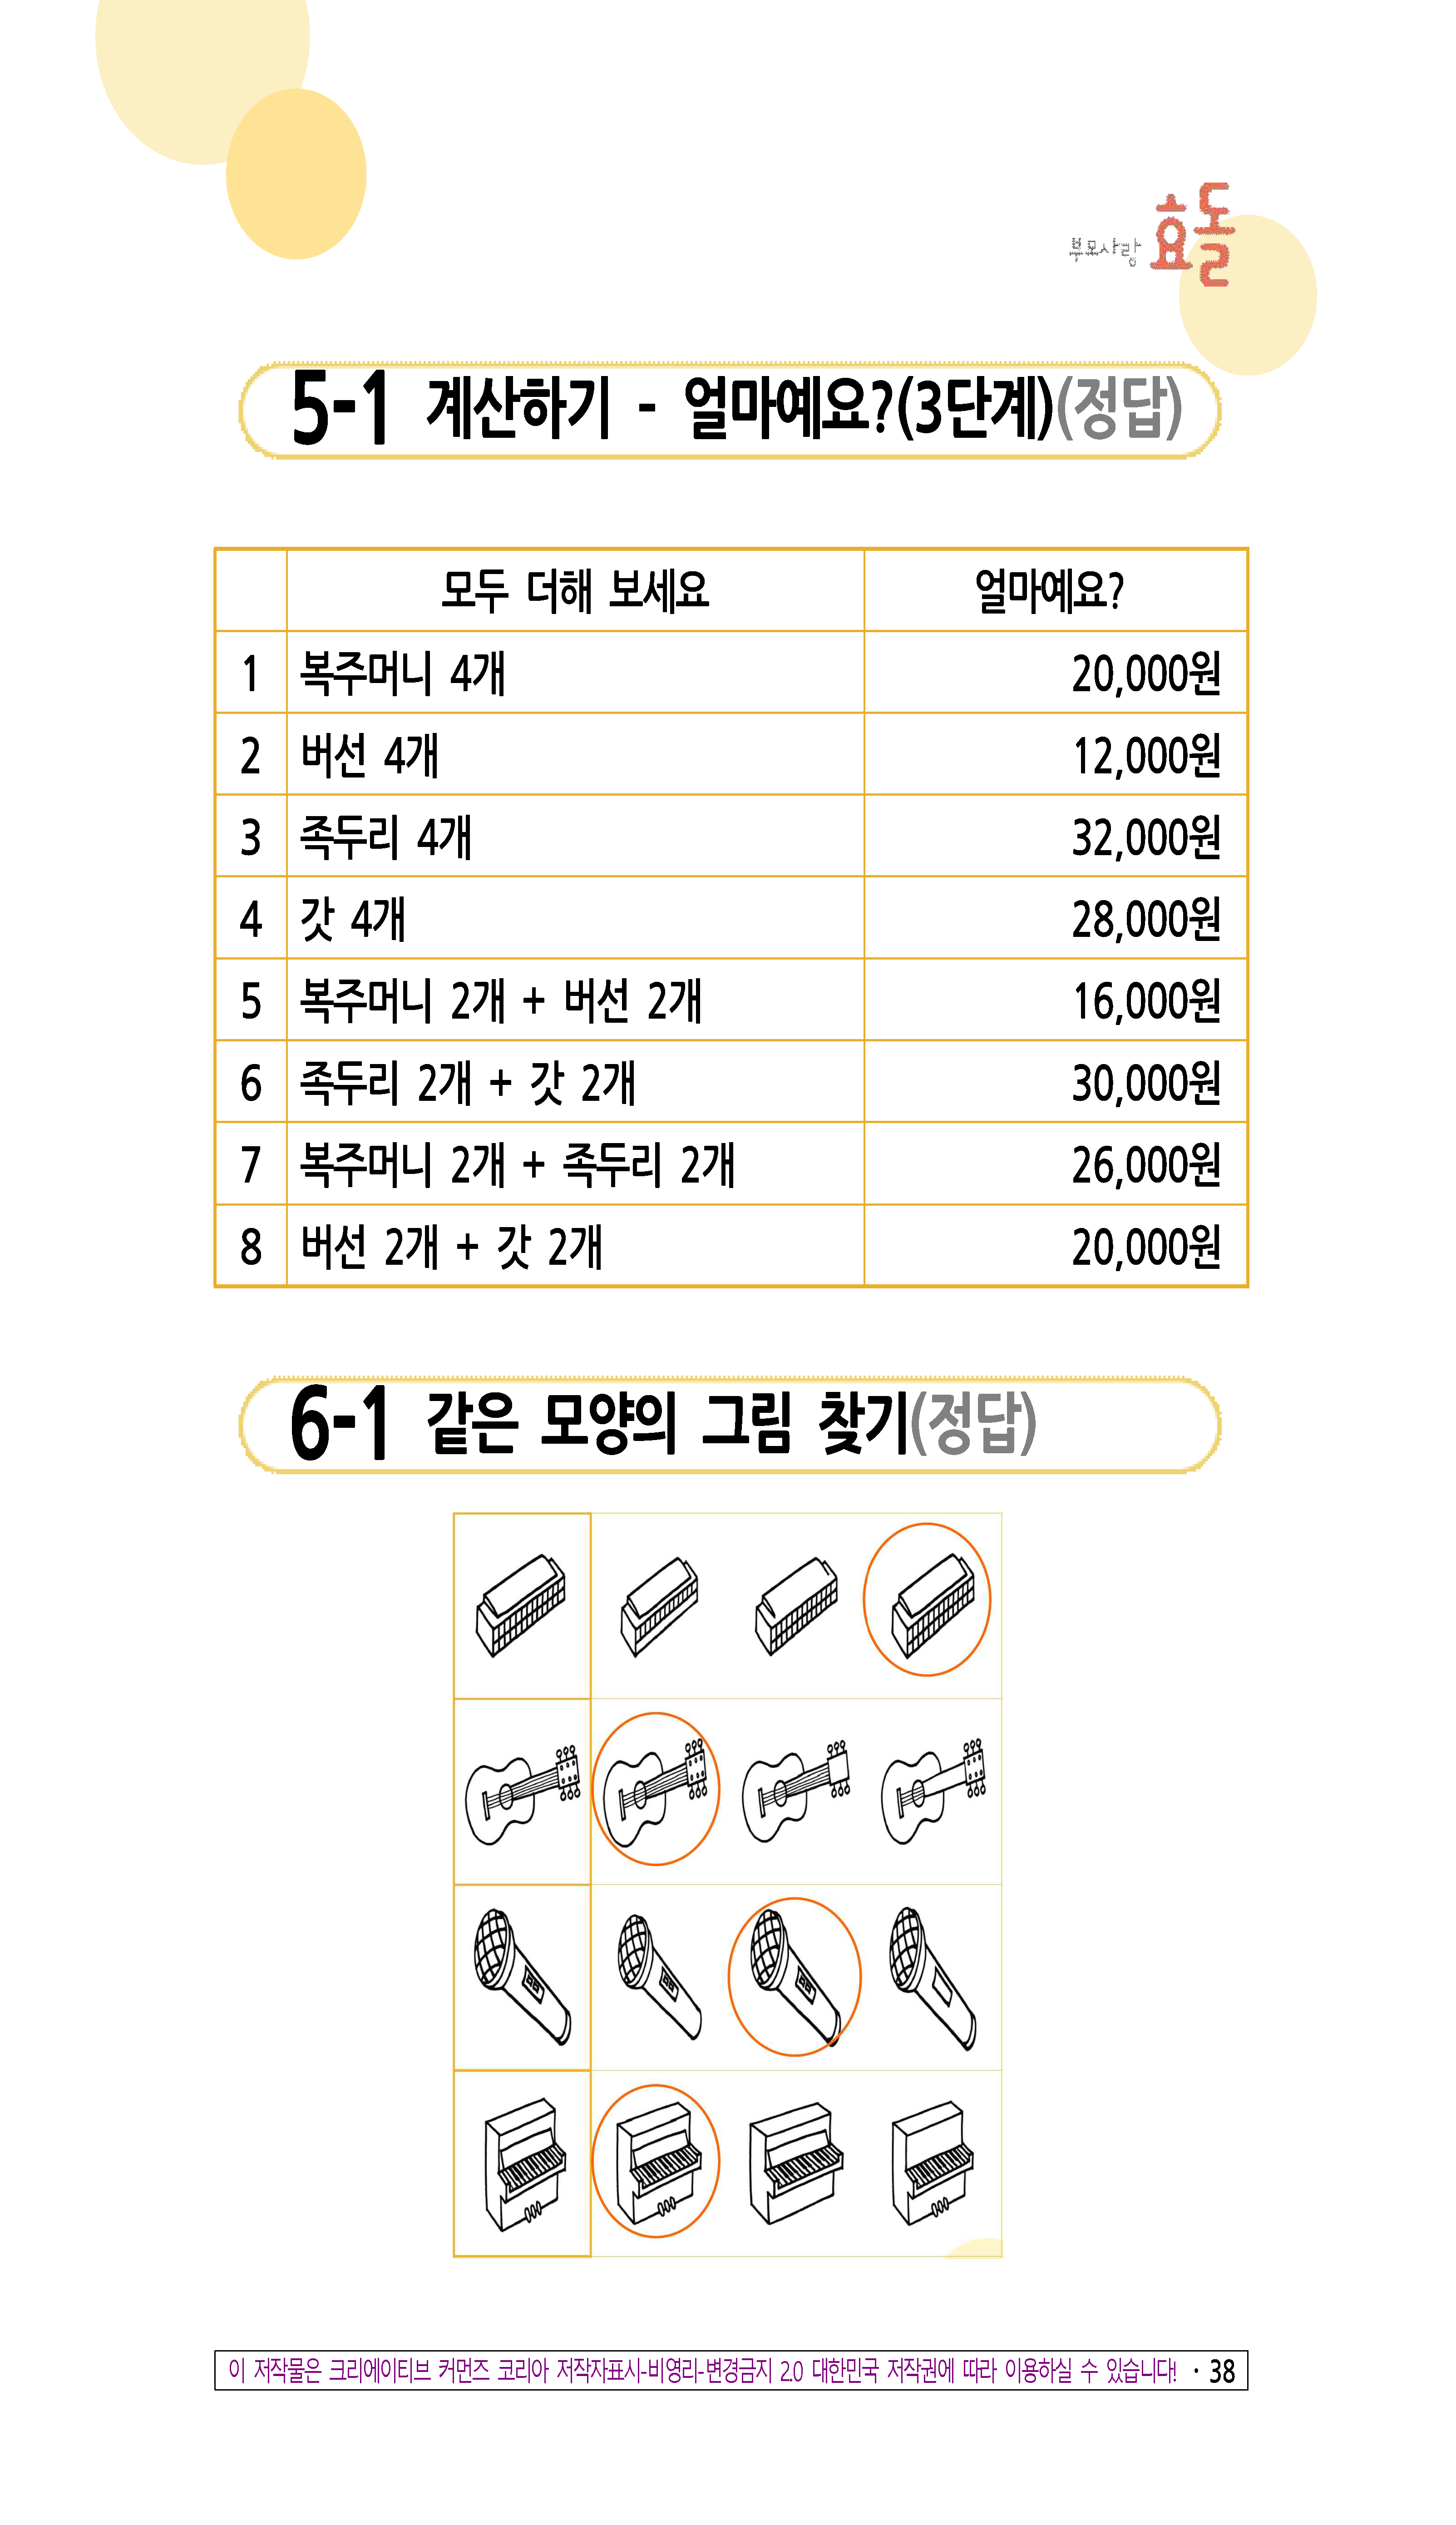 부모사랑 효돌
5-1 계산하기 - 얼마예요?(3단계)(정답)
모두 더해 보세요 얼마예요?
1 복주머니 4개 20,000원
2 버선 4개 12,000원
3 족두리 4개 32,000원
4 갓 4개 28,000원
5 복주머니 2개 + 버선 2개 16,000원
6 족두리 2개 + 갓 2개 30,000원
7 복주머니 2개 + 족두리 2개 26,000원
8 버선 2개 + 갓 2개 20,000원
6-1 같은 모양의 그림 찾기(정답)
이 저작물은 크리에이티브 커먼즈 코리아 저작자표시-비영리-변경금지 2.0 대한민국 저작권에 따라 이용하실 수 있습니다! · 38